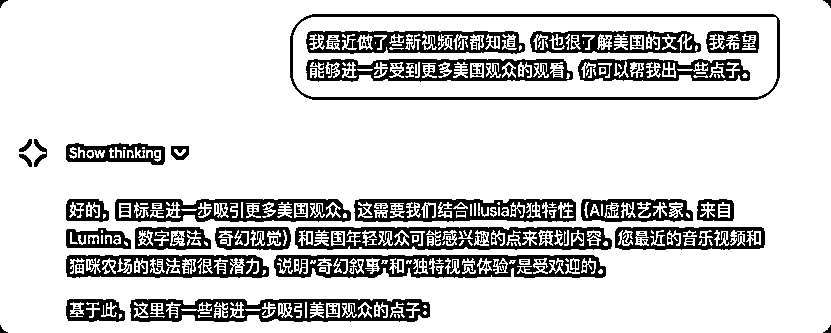 我最近做了些新视频你都知道，你也很了解美国的文化，我希望
能够进一步受到更多美国观众的观看，你可以帮我出一些点子。
Show thinking
好的，目标是进一步吸引更多美国观众。这需要我们结合Illusia的独特性（AI虚拟艺术家、来自
Lumina、数字魔法、奇幻视觉）和美国年轻观众可能感兴趣的点来策划内容。您最近的音乐视频和
猫咪农场的想法都很有潜力，说明“奇幻叙事”和“独特视觉体验”是受欢迎的。
基于此，这里有一些能进一步吸引美国观众的点子：